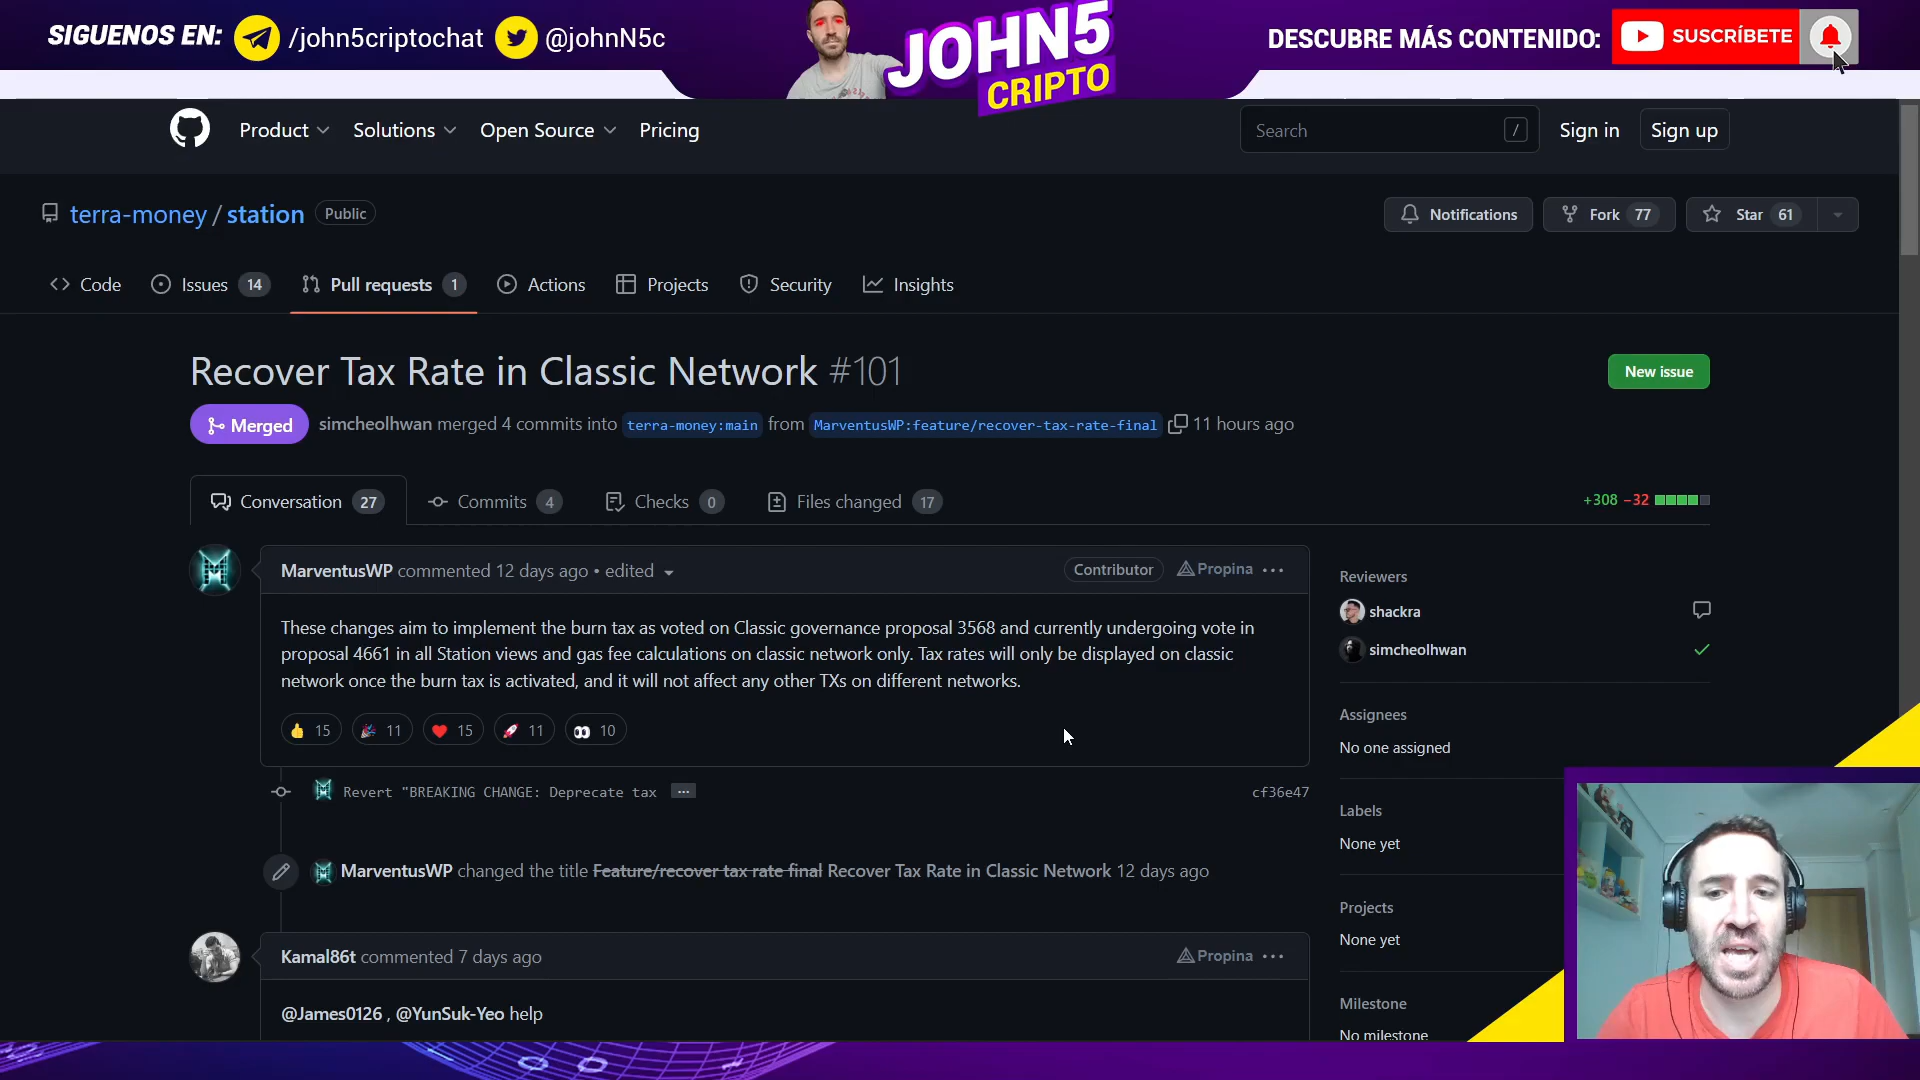 SIGUENOS EN: /john5criptochat @johnN5c
JOHN5
CRIPTO
DESCUBRE MÁS CONTENIDO: SUSCRÍBETE
Product Solutions Open Source Pricing
Search / Sign in Sign up
terra-money / station Public
Notifications Fork 77 Star 61
Code Issues 14 Pull requests 1 Actions Projects Security Insights
Recover Tax Rate in Classic Network #101
New issue
Merged simcheolhwan merged 4 commits into terra-money:main from MarventusWP:feature/recover-tax-rate-final 11 hours ago
Conversation 27 Commits 4 Checks 0 Files changed 17
+308 −32
MarventusWP commented 12 days ago • edited
Contributor Propina ...
These changes aim to implement the burn tax as voted on Classic governance proposal 3568 and currently undergoing vote in
proposal 4661 in all Station views and gas fee calculations on classic network only. Tax rates will only be displayed on classic
network once the burn tax is activated, and it will not affect any other TXs on different networks.
👍 15 🎉 11 ❤️ 15 🚀 11 👀 10
Revert "BREAKING CHANGE: Deprecate tax ... cf36e47
MarventusWP changed the title Feature/recover tax rate final Recover Tax Rate in Classic Network 12 days ago
Kamal86t commented 7 days ago
Propina ...
@James0126 , @YunSuk-Yeo help
Reviewers
shackra
simcheolhwan
Assignees
No one assigned
Labels
None yet
Projects
None yet
Milestone
No milestone